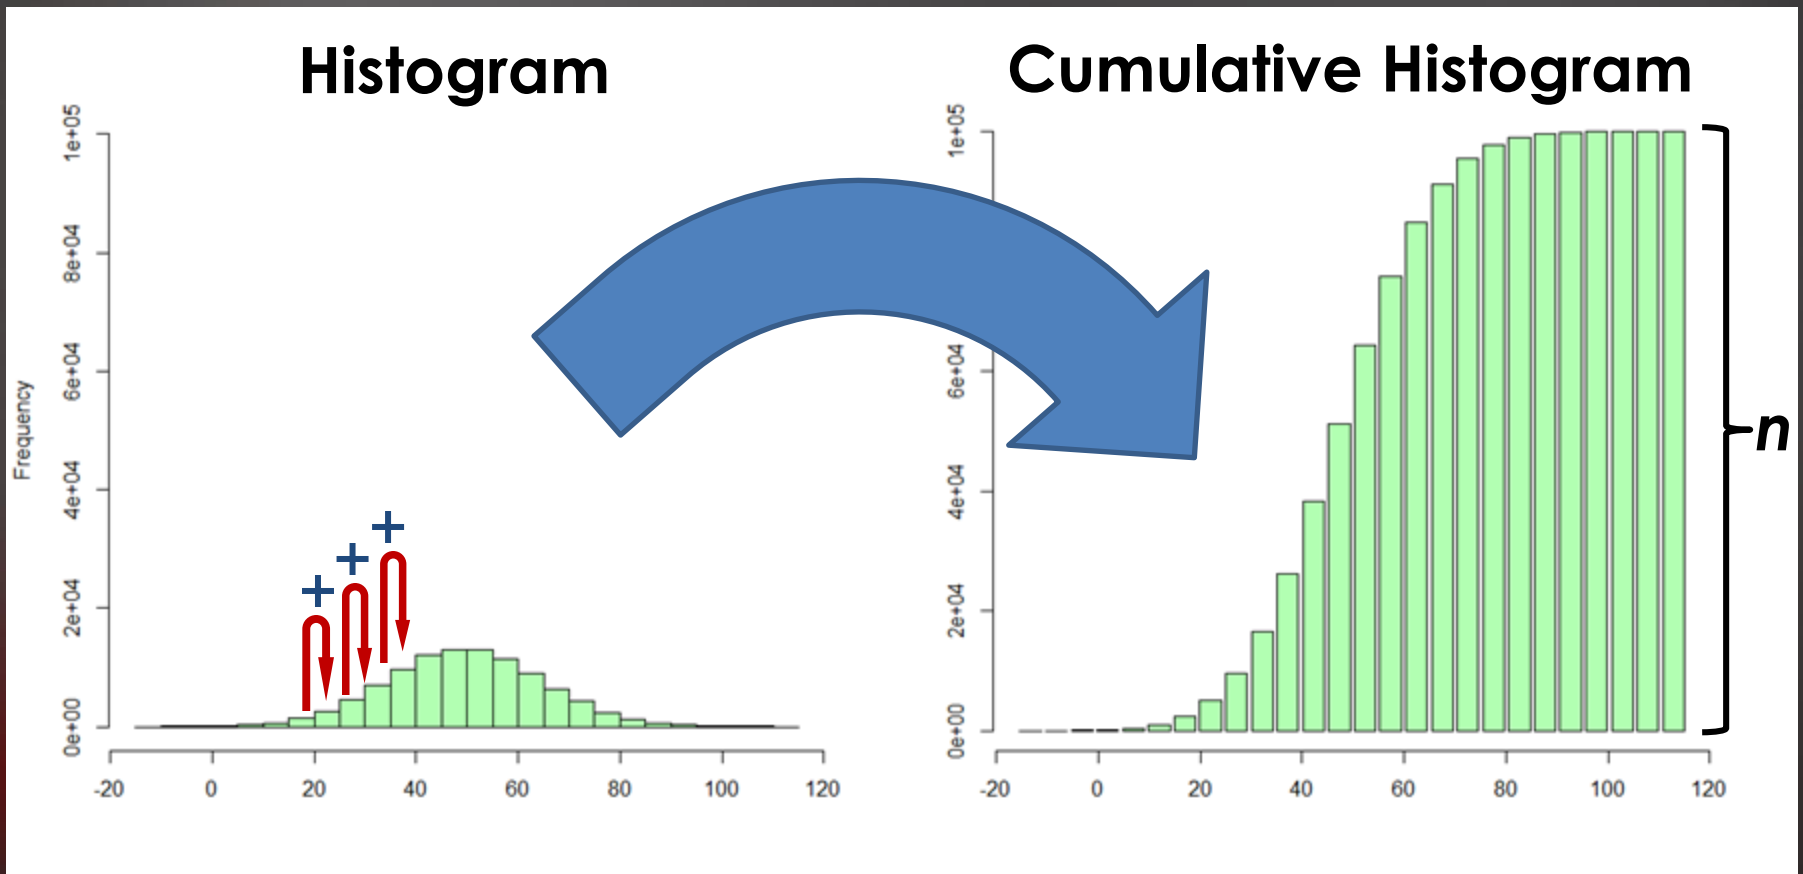 Histogram
Frequency
0e+00 2e+04 4e+04 6e+04 8e+04 1e+05
+ + +
-20 0 20 40 60 80 100 120
Cumulative Histogram
0e+00 2e+04 4e+04 6e+04 1e+05
-20 0 20 40 60 80 100 120
n